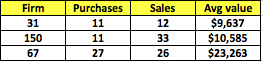 Firm Purchases Sales Avg value
31 11 12 $9,637
150 11 33 $10,585
67 27 26 $23,263